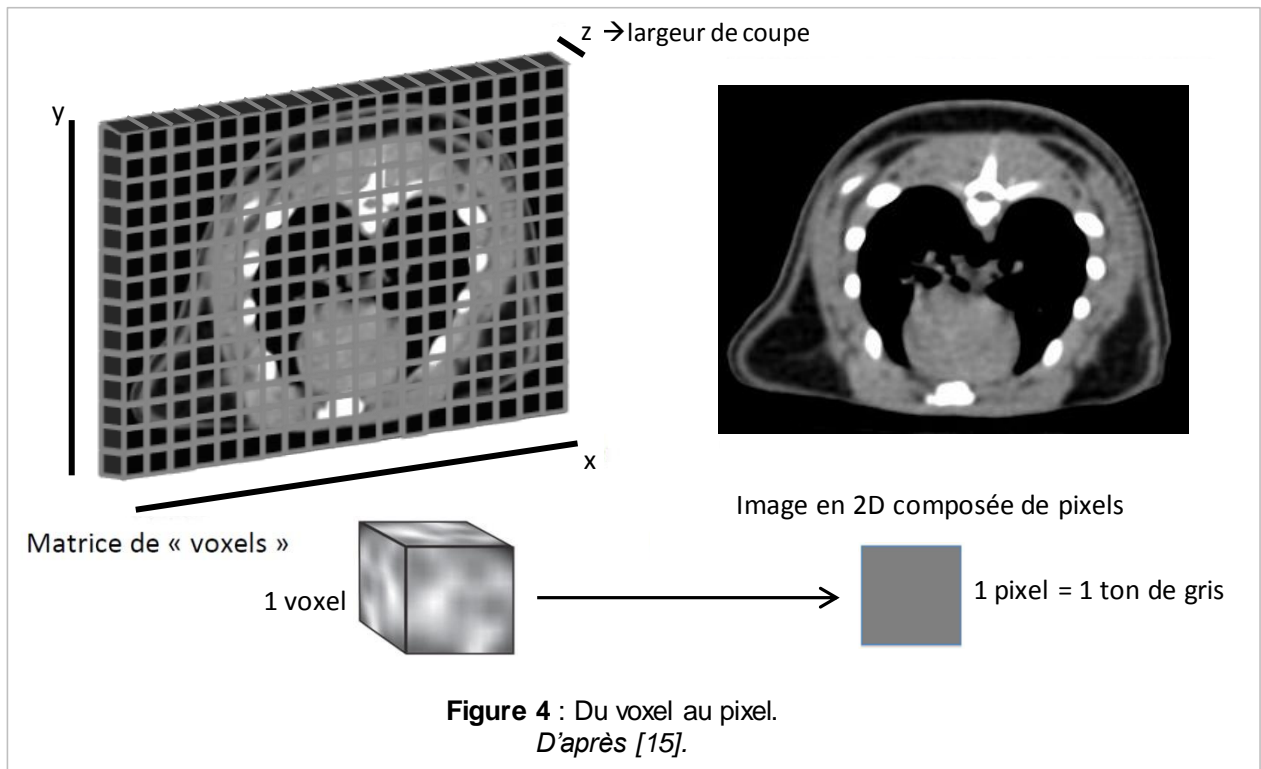 z →largeur de coupe
y
x
Matrice de « voxels »
Image en 2D composée de pixels
1 voxel
1 pixel = 1 ton de gris
Figure 4 : Du voxel au pixel.
D'après [15].